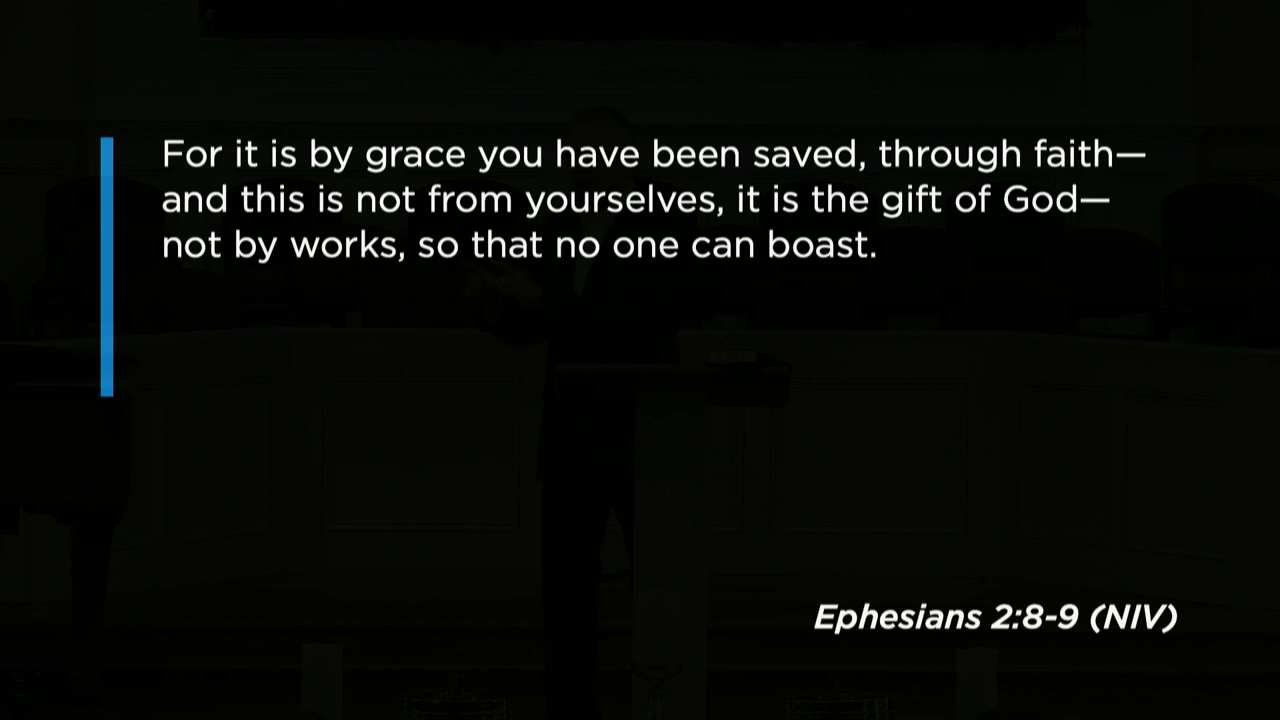 For it is by grace you have been saved, through faith—
and this is not from yourselves, it is the gift of God—
not by works, so that no one can boast.
Ephesians 2:8-9 (NIV)